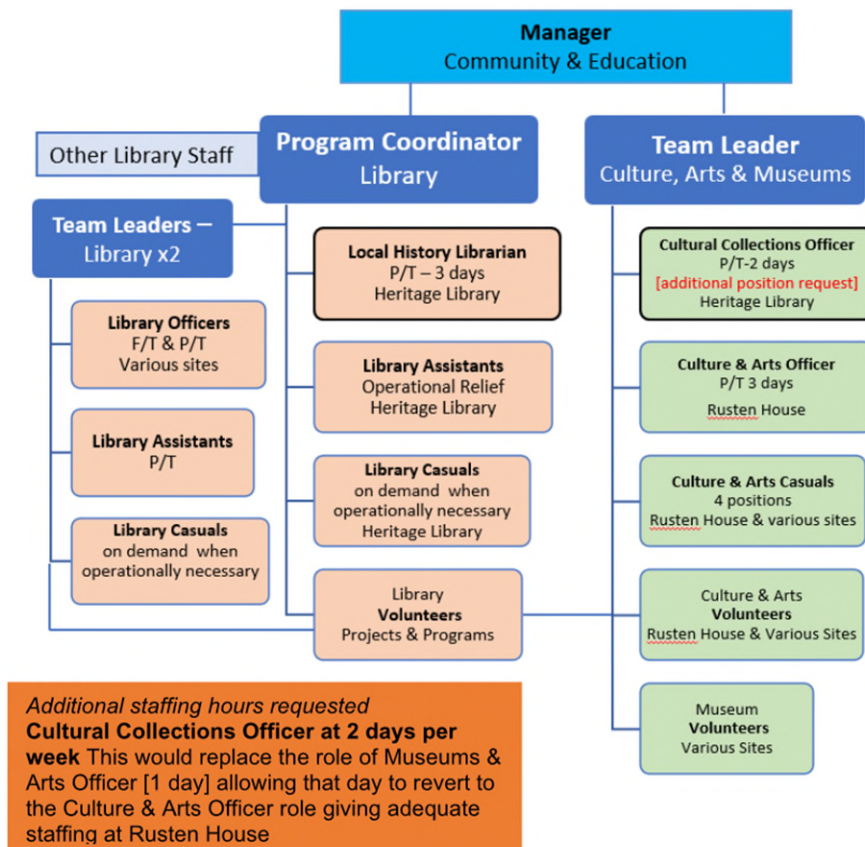 Manager
Community & Education
Other Library Staff
Program Coordinator
Library
Team Leader
Culture, Arts & Museums
Team Leaders –
Library x2
Library Officers
F/T & P/T
Various sites
Library Assistants
P/T
Library Casuals
on demand when
operationally necessary
Local History Librarian
P/T – 3 days
Heritage Library
Library Assistants
Operational Relief
Heritage Library
Library Casuals
on demand when
operationally necessary
Heritage Library
Library
Volunteers
Projects & Programs
Cultural Collections Officer
P/T-2 days
[additional position request]
Heritage Library
Culture & Arts Officer
P/T 3 days
Rusten House
Culture & Arts Casuals
4 positions
Rusten House & various sites
Culture & Arts
Volunteers
Rusten House & Various Sites
Museum
Volunteers
Various Sites
Additional staffing hours requested
Cultural Collections Officer at 2 days per
week This would replace the role of Museums &
Arts Officer [1 day] allowing that day to revert to
the Culture & Arts Officer role giving adequate
staffing at Rusten House